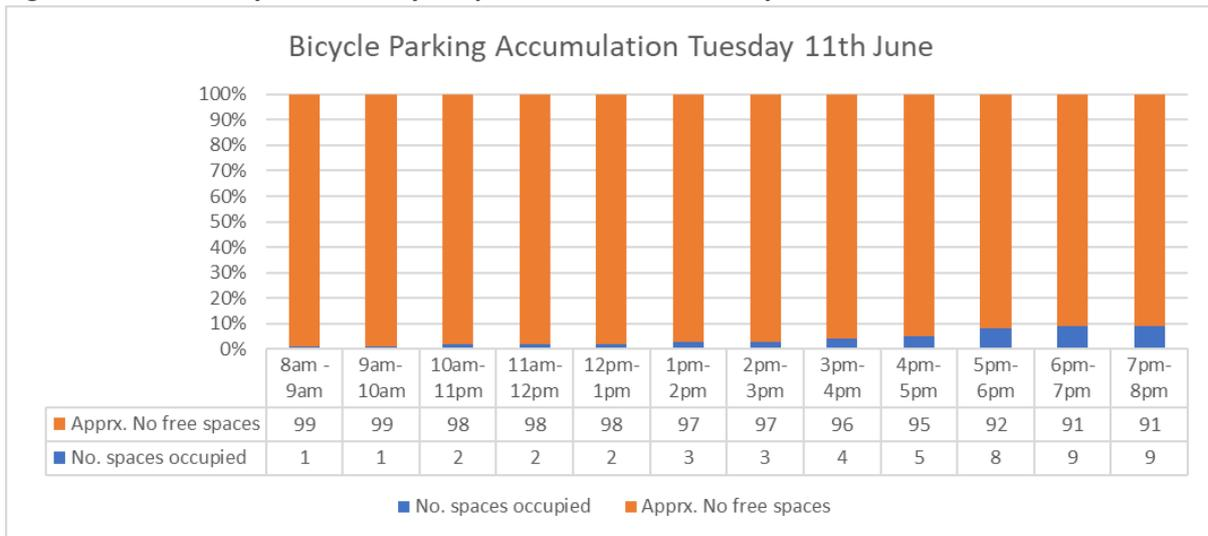 Bicycle Parking Accumulation Tuesday 11th June
100%
90%
80%
70%
60%
50%
40%
30%
20%
10%
0%
8am - 9am 9am- 10am 10am- 11pm 11am- 12pm 12pm- 1pm 1pm- 2pm 2pm- 3pm 3pm- 4pm 4pm- 5pm 5pm- 6pm 6pm- 7pm 7pm- 8pm
Apprx. No free spaces 99 99 98 98 98 97 97 96 95 92 91 91
No. spaces occupied 1 1 2 2 2 3 3 4 5 8 9 9
No. spaces occupied Apprx. No free spaces